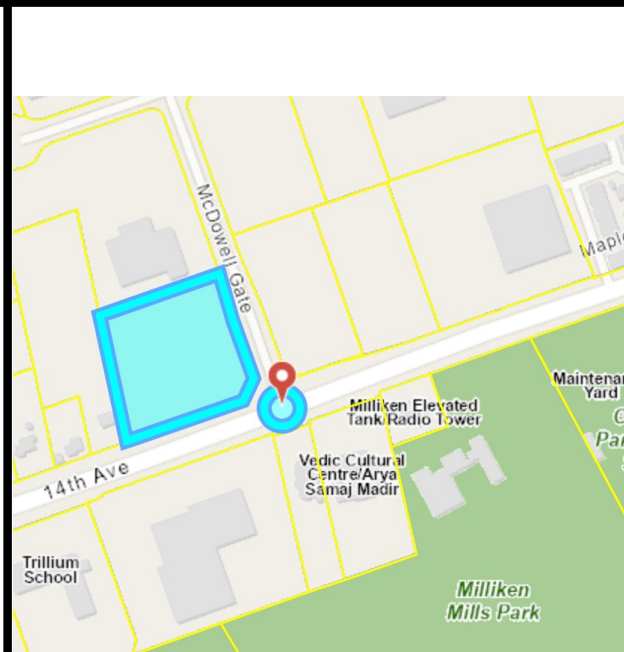 McDowell Gate
Maple
Milliken Elevated
Tank/Radio Tower
Maintenan
Yard
C
Par
Vedic Cultural
Centre/Arya
Samaj Madir
14th Ave
Trillium
School
Milliken
Mills Park